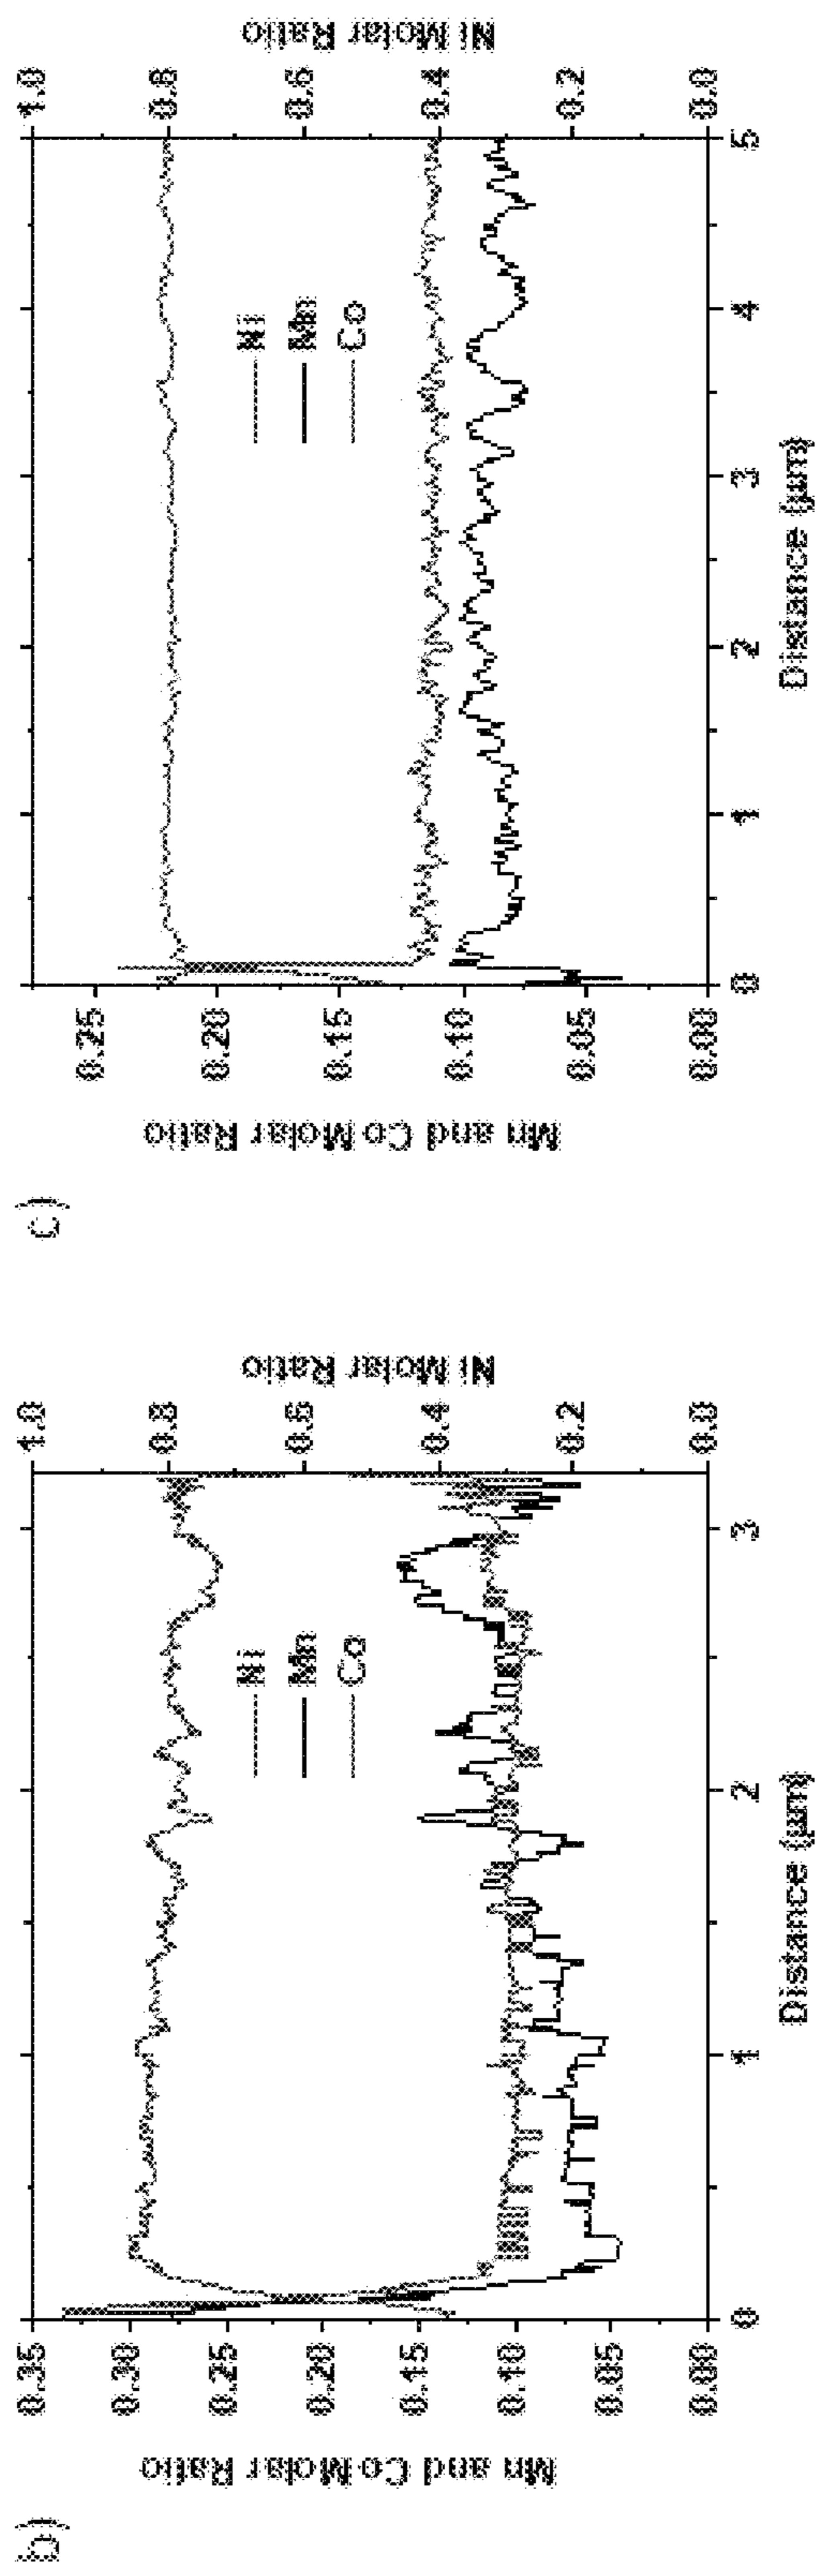 b)
Mn and Co Molar Ratio
0.35
0.30
0.25
0.20
0.15
0.10
0.05
0.00
Ni
Mn
Co
0
1
2
3
Distance (µm)
1.0
0.8
0.6
0.4
0.2
0.0
Ni Molar Ratio
c)
Mn and Co Molar Ratio
0.25
0.20
0.15
0.10
0.05
0.00
Ni
Mn
Co
0
1
2
3
4
5
Distance (µm)
1.0
0.8
0.6
0.4
0.2
0.0
Ni Molar Ratio